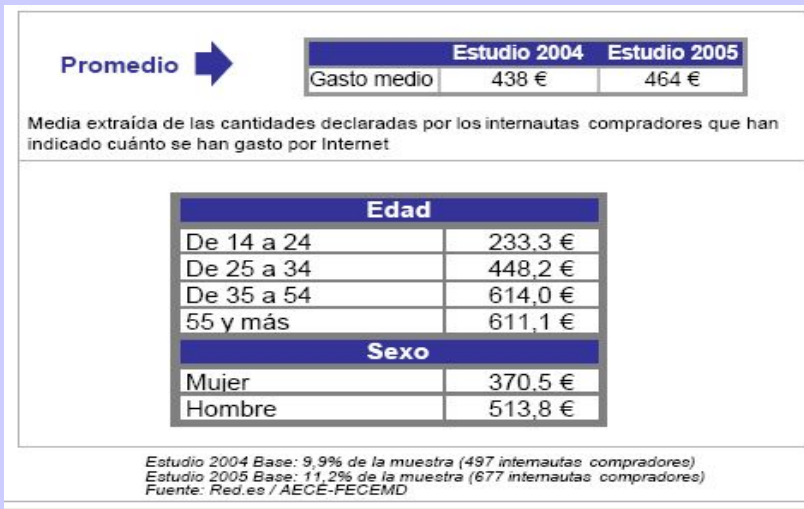 Promedio
Estudio 2004 Estudio 2005
Gasto medio 438 € 464 €
Media extraída de las cantidades declaradas por los internautas compradores que han
indicado cuánto se han gasto por Internet
Edad
De 14 a 24 233,3 €
De 25 a 34 448,2 €
De 35 a 54 614,0 €
55 y más 611,1 €
Sexo
Mujer 370,5 €
Hombre 513,8 €
Estudio 2004 Base: 9,9% de la muestra (497 internautas compradores)
Estudio 2005 Base: 11,2% de la muestra (677 internautas compradores)
Fuente: Red.es / AECE-FECEMD